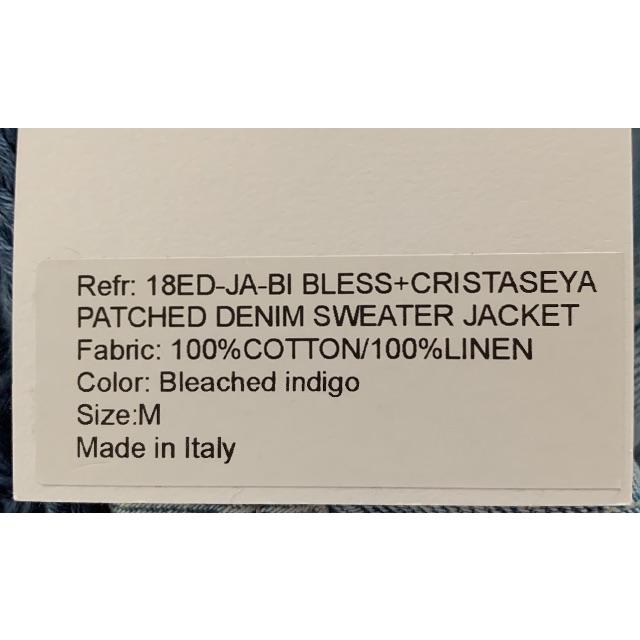 Refr: 18ED-JA-BI BLESS+CRISTASEYA
PATCHED DENIM SWEATER JACKET
Fabric: 100%COTTON/100%LINEN
Color: Bleached indigo
Size:M
Made in Italy